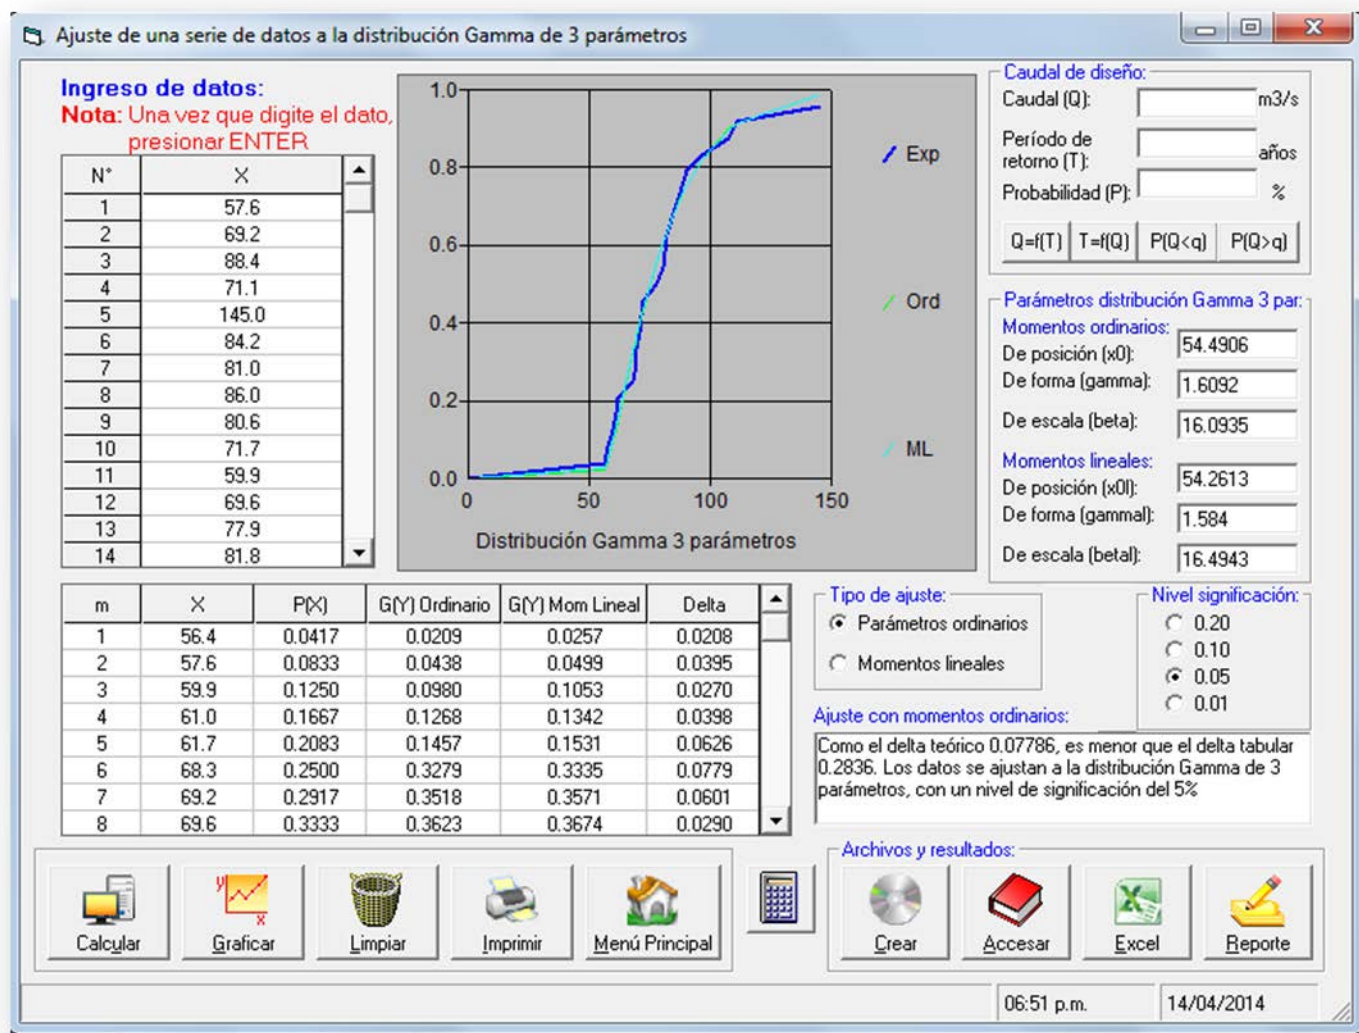 Ajuste de una serie de datos a la distribución Gamma de 3 parámetros
Ingreso de datos:
Nota: Una vez que digite el dato,
presionar ENTER
N° X
1 57.6
2 69.2
3 88.4
4 71.1
5 145.0
6 84.2
7 81.0
8 86.0
9 80.6
10 71.7
11 59.9
12 69.6
13 77.9
14 81.8
1.0
0.8
0.6
0.4
0.2
0.0
0 50 100 150
Exp
Ord
ML
Distribución Gamma 3 parámetros
Caudal de diseño:
Caudal (Q): m3/s
Período de
retorno (T): años
Probabilidad (P): %
Q=f(T) T=f(Q) P(Q<q) P(Q>q)
Parámetros distribución Gamma 3 par:
Momentos ordinarios:
De posición (x0): 54.4906
De forma (gamma): 1.6092
De escala (beta): 16.0935
Momentos lineales:
De posición (x0l): 54.2613
De forma (gammal): 1.584
De escala (betal): 16.4943
m X P(X) G(Y) Ordinario G(Y) Mom Lineal Delta
1 56.4 0.0417 0.0209 0.0257 0.0208
2 57.6 0.0833 0.0438 0.0499 0.0395
3 59.9 0.1250 0.0980 0.1053 0.0270
4 61.0 0.1667 0.1268 0.1342 0.0398
5 61.7 0.2083 0.1457 0.1531 0.0626
6 68.3 0.2500 0.3279 0.3335 0.0779
7 69.2 0.2917 0.3518 0.3571 0.0601
8 69.6 0.3333 0.3623 0.3674 0.0290
Tipo de ajuste:
Parámetros ordinarios
Momentos lineales
Nivel significación:
0.20
0.10
0.05
0.01
Ajuste con momentos ordinarios:
Como el delta teórico 0.07786, es menor que el delta tabular
0.2836. Los datos se ajustan a la distribución Gamma de 3
parámetros, con un nivel de significación del 5%
Calcular Graficar Limpiar Imprimir Menú Principal
Archivos y resultados:
Crear Accesar Excel Reporte
06:51 p.m. 14/04/2014